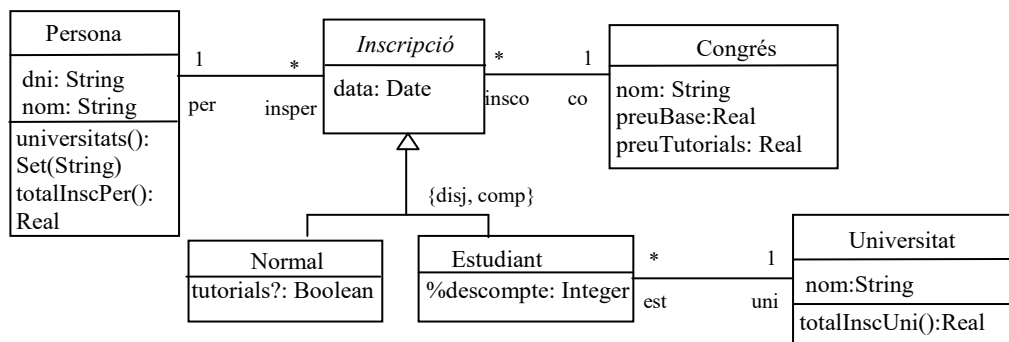 Persona
dni: String
nom: String
universitats():
Set(String)
totalInscPer():
Real
1
per
*
insper
Inscripció
data: Date
*
insco
1
co
Congrés
nom: String
preuBase:Real
preuTutorials: Real
{disj, comp}
Normal
tutorials?: Boolean
Estudiant
%descompte: Integer
*
est
1
uni
Universitat
nom:String
totalInscUni():Real